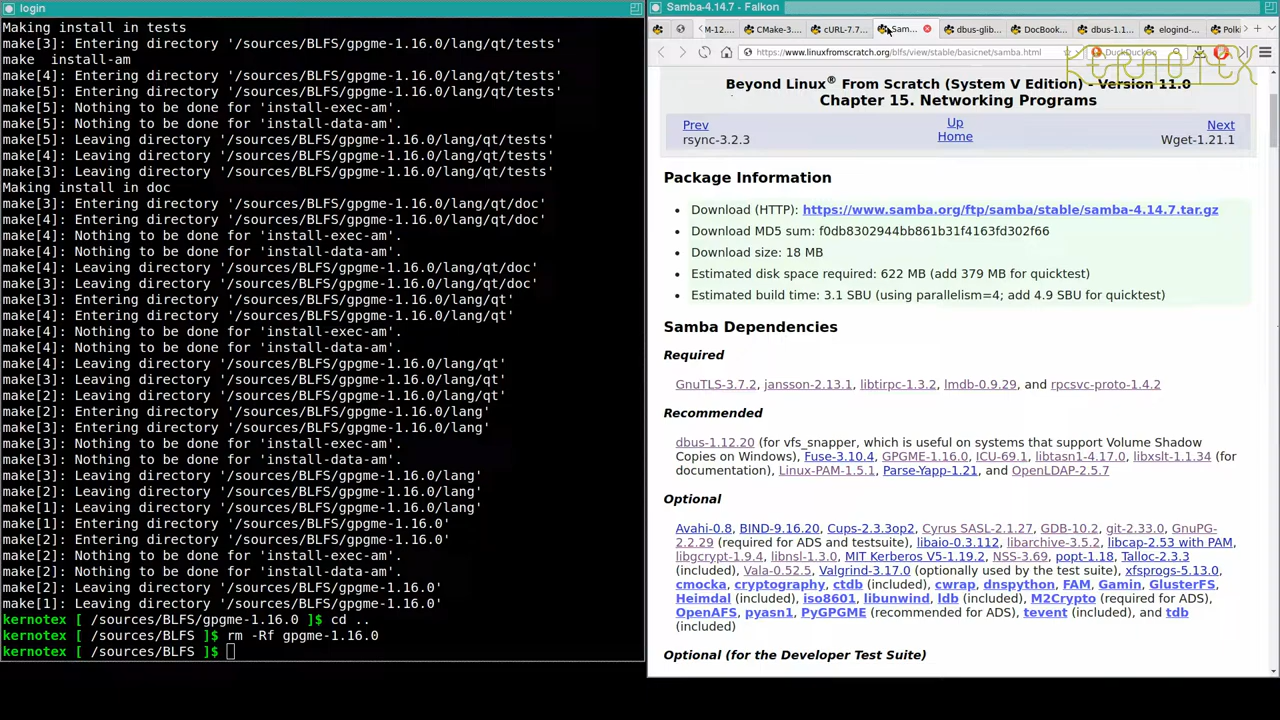 login
Making install in tests
make[3]: Entering directory '/sources/BLFS/gpgme-1.16.0/lang/qt/tests'
make  install-am
make[4]: Entering directory '/sources/BLFS/gpgme-1.16.0/lang/qt/tests'
make[5]: Entering directory '/sources/BLFS/gpgme-1.16.0/lang/qt/tests'
make[5]: Nothing to be done for 'install-exec-am'.
make[5]: Nothing to be done for 'install-data-am'.
make[5]: Leaving directory '/sources/BLFS/gpgme-1.16.0/lang/qt/tests'
make[4]: Leaving directory '/sources/BLFS/gpgme-1.16.0/lang/qt/tests'
make[3]: Leaving directory '/sources/BLFS/gpgme-1.16.0/lang/qt/tests'
Making install in doc
make[3]: Entering directory '/sources/BLFS/gpgme-1.16.0/lang/qt/doc'
make[4]: Entering directory '/sources/BLFS/gpgme-1.16.0/lang/qt/doc'
make[4]: Nothing to be done for 'install-exec-am'.
make[4]: Nothing to be done for 'install-data-am'.
make[4]: Leaving directory '/sources/BLFS/gpgme-1.16.0/lang/qt/doc'
make[3]: Leaving directory '/sources/BLFS/gpgme-1.16.0/lang/qt/doc'
make[3]: Entering directory '/sources/BLFS/gpgme-1.16.0/lang/qt'
make[4]: Entering directory '/sources/BLFS/gpgme-1.16.0/lang/qt'
make[4]: Nothing to be done for 'install-exec-am'.
make[4]: Nothing to be done for 'install-data-am'.
make[4]: Leaving directory '/sources/BLFS/gpgme-1.16.0/lang/qt'
make[3]: Leaving directory '/sources/BLFS/gpgme-1.16.0/lang/qt'
make[2]: Leaving directory '/sources/BLFS/gpgme-1.16.0/lang/qt'
make[2]: Entering directory '/sources/BLFS/gpgme-1.16.0/lang'
make[3]: Entering directory '/sources/BLFS/gpgme-1.16.0/lang'
make[3]: Nothing to be done for 'install-exec-am'.
make[3]: Nothing to be done for 'install-data-am'.
make[3]: Leaving directory '/sources/BLFS/gpgme-1.16.0/lang'
make[2]: Leaving directory '/sources/BLFS/gpgme-1.16.0/lang'
make[1]: Leaving directory '/sources/BLFS/gpgme-1.16.0/lang'
make[1]: Entering directory '/sources/BLFS/gpgme-1.16.0'
make[2]: Entering directory '/sources/BLFS/gpgme-1.16.0'
make[2]: Nothing to be done for 'install-exec-am'.
make[2]: Nothing to be done for 'install-data-am'.
make[2]: Leaving directory '/sources/BLFS/gpgme-1.16.0'
make[1]: Leaving directory '/sources/BLFS/gpgme-1.16.0'
kernotex [ /sources/BLFS/gpgme-1.16.0 ]$ cd ..
kernotex [ /sources/BLFS ]$ rm -Rf gpgme-1.16.0
kernotex [ /sources/BLFS ]$
Samba-4.14.7 - Falkon
M-12.... CMake-3.... cURL-7.7... Sam... dbus-glib... DocBook... dbus-1.1... elogind-... Polki
https://www.linuxfromscratch.org/blfs/view/stable/basicnet/samba.html DuckDuckGo
KERNOTEX
Beyond Linux® From Scratch (System V Edition) - Version 11.0
Chapter 15. Networking Programs
Prev Up Next
rsync-3.2.3 Home Wget-1.21.1
Package Information
• Download (HTTP): https://www.samba.org/ftp/samba/stable/samba-4.14.7.tar.gz
• Download MD5 sum: f0db8302944bb861b31f4163fd302f66
• Download size: 18 MB
• Estimated disk space required: 622 MB (add 379 MB for quicktest)
• Estimated build time: 3.1 SBU (using parallelism=4; add 4.9 SBU for quicktest)
Samba Dependencies
Required
GnuTLS-3.7.2, jansson-2.13.1, libtirpc-1.3.2, lmdb-0.9.29, and rpcsvc-proto-1.4.2
Recommended
dbus-1.12.20 (for vfs_snapper, which is useful on systems that support Volume Shadow
Copies on Windows), Fuse-3.10.4, GPGME-1.16.0, ICU-69.1, libtasn1-4.17.0, libxslt-1.1.34 (for
documentation), Linux-PAM-1.5.1, Parse-Yapp-1.21, and OpenLDAP-2.5.7
Optional
Avahi-0.8, BIND-9.16.20, Cups-2.3.3op2, Cyrus SASL-2.1.27, GDB-10.2, git-2.33.0, GnuPG-
2.2.29 (required for ADS and testsuite), libaio-0.3.112, libarchive-3.5.2, libcap-2.53 with PAM,
libgcrypt-1.9.4, libnsl-1.3.0, MIT Kerberos V5-1.19.2, NSS-3.69, popt-1.18, Talloc-2.3.3
(included), Vala-0.52.5, Valgrind-3.17.0 (optionally used by the test suite), xfsprogs-5.13.0,
cmocka, cryptography, ctdb (included), cwrap, dnspython, FAM, Gamin, GlusterFS,
Heimdal (included), iso8601, libunwind, ldb (included), M2Crypto (required for ADS),
OpenAFS, pyasn1, PyGPGME (recommended for ADS), tevent (included), and tdb
(included)
Optional (for the Developer Test Suite)